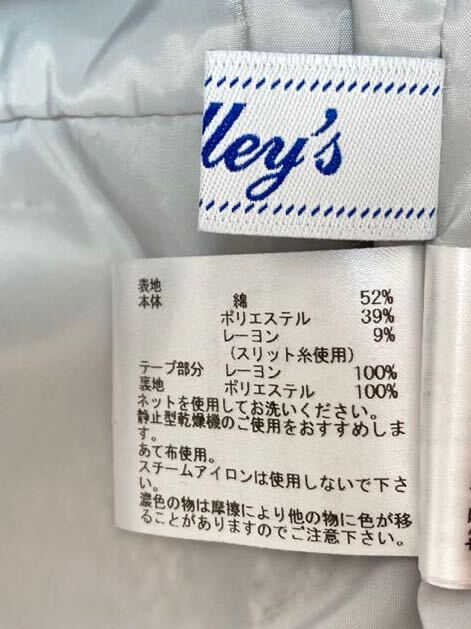 lley's
表地
本体 綿 52%
ポリエステル 39%
レーヨン 9%
(スリット糸使用)
テープ部分 レーヨン 100%
裏地 ポリエステル 100%
ネットを使用してお洗いください。
静止型乾燥機のご使用をおすすめしま
す。
あて布使用。
スチームアイロンは使用しないで下さ
い。
濃色の物は摩擦により他の物に色が移
ることがありますのでご注意下さい。